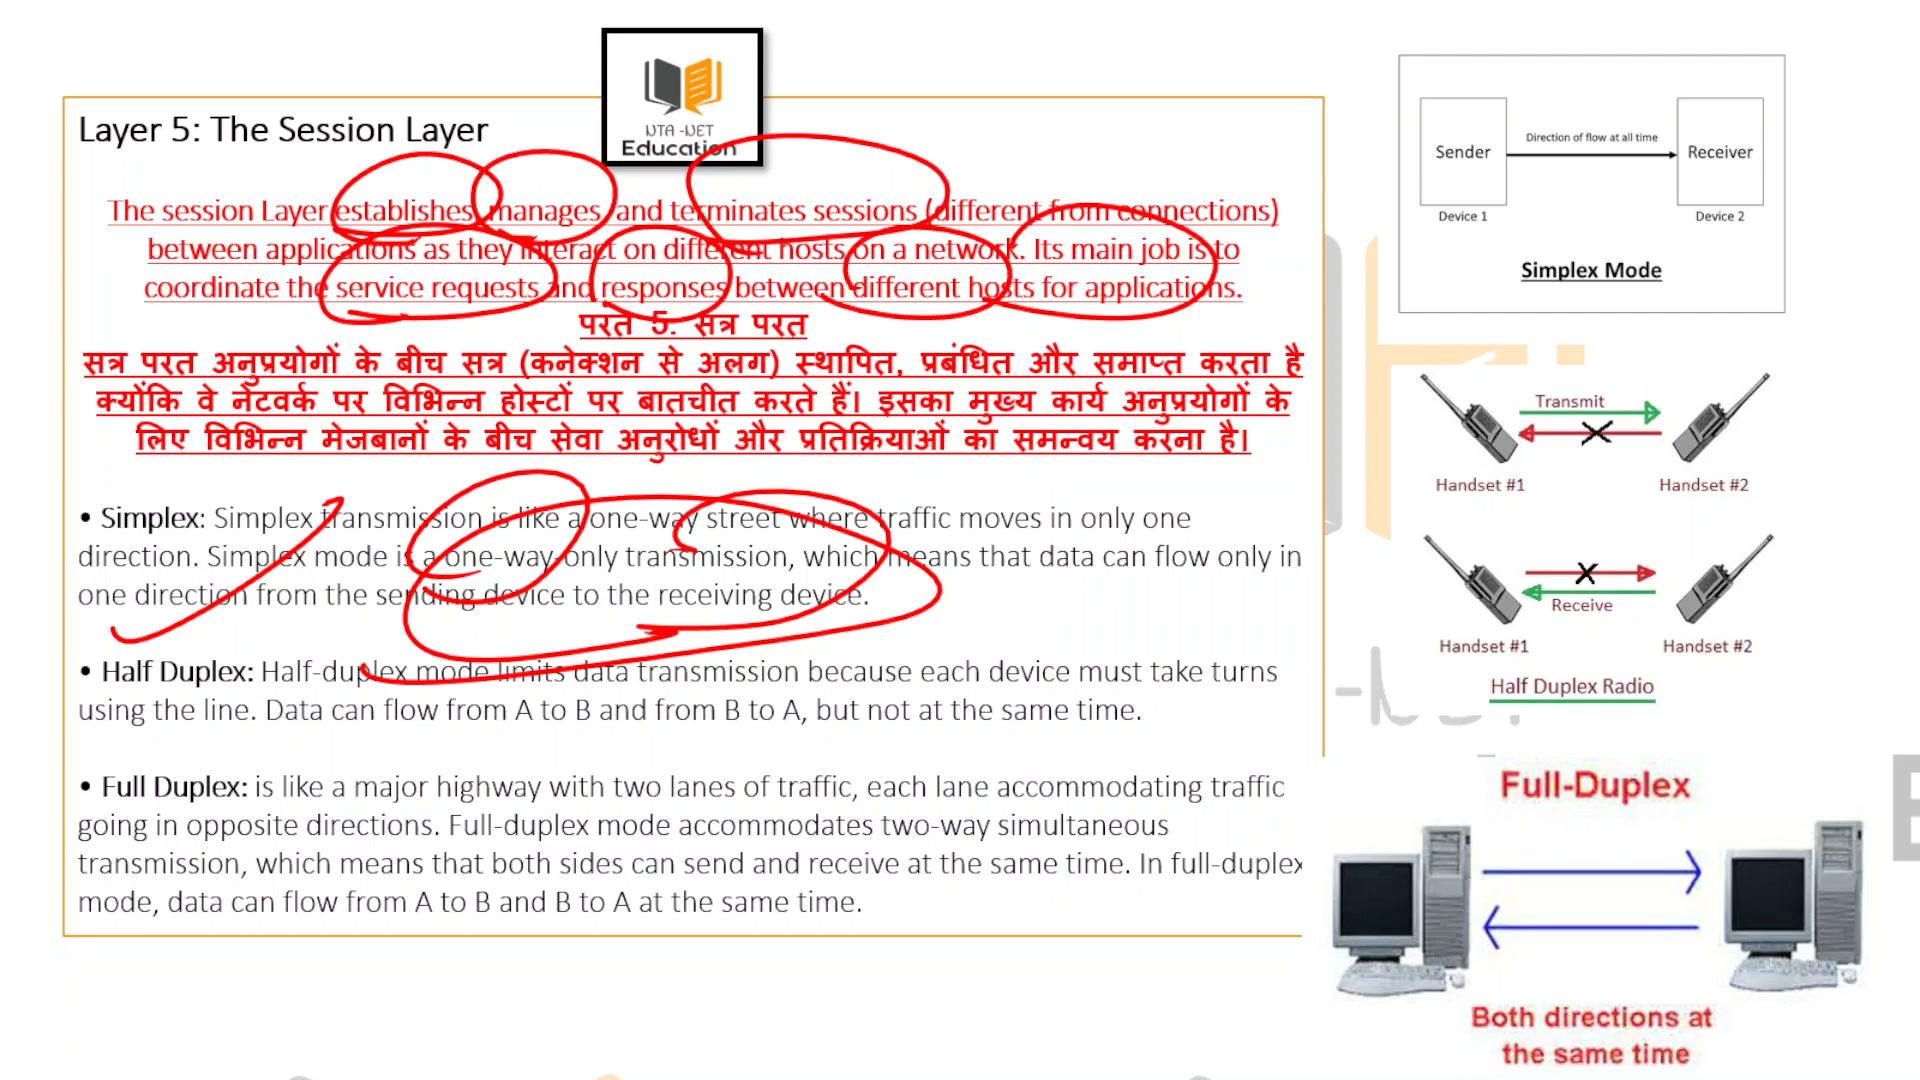 NTA -NET
Education
Layer 5: The Session Layer
The session Layer establishes, manages, and terminates sessions (different from connections)
between applications as they interact on different hosts on a network. Its main job is to
coordinate the service requests and responses between different hosts for applications.
परत 5: सत्र परत
सत्र परत अनुप्रयोगों के बीच सत्र (कनेक्शन से अलग) स्थापित, प्रबंधित और समाप्त करता है
क्योंकि वे नेटवर्क पर विभिन्न होस्टों पर बातचीत करते हैं। इसका मुख्य कार्य अनुप्रयोगों के
लिए विभिन्न मेजबानों के बीच सेवा अनुरोधों और प्रतिक्रियाओं का समन्वय करना है।
• Simplex: Simplex transmission is like a one-way street where traffic moves in only one
direction. Simplex mode is a one-way-only transmission, which means that data can flow only in
one direction from the sending device to the receiving device.
• Half Duplex: Half-duplex mode limits data transmission because each device must take turns
using the line. Data can flow from A to B and from B to A, but not at the same time.
• Full Duplex: is like a major highway with two lanes of traffic, each lane accommodating traffic
going in opposite directions. Full-duplex mode accommodates two-way simultaneous
transmission, which means that both sides can send and receive at the same time. In full-duplex
mode, data can flow from A to B and B to A at the same time.
Sender
Direction of flow at all time
Receiver
Device 1
Device 2
Simplex Mode
Transmit
Handset #1
Handset #2
Receive
Handset #1
Handset #2
Half Duplex Radio
Full-Duplex
Both directions at
the same time